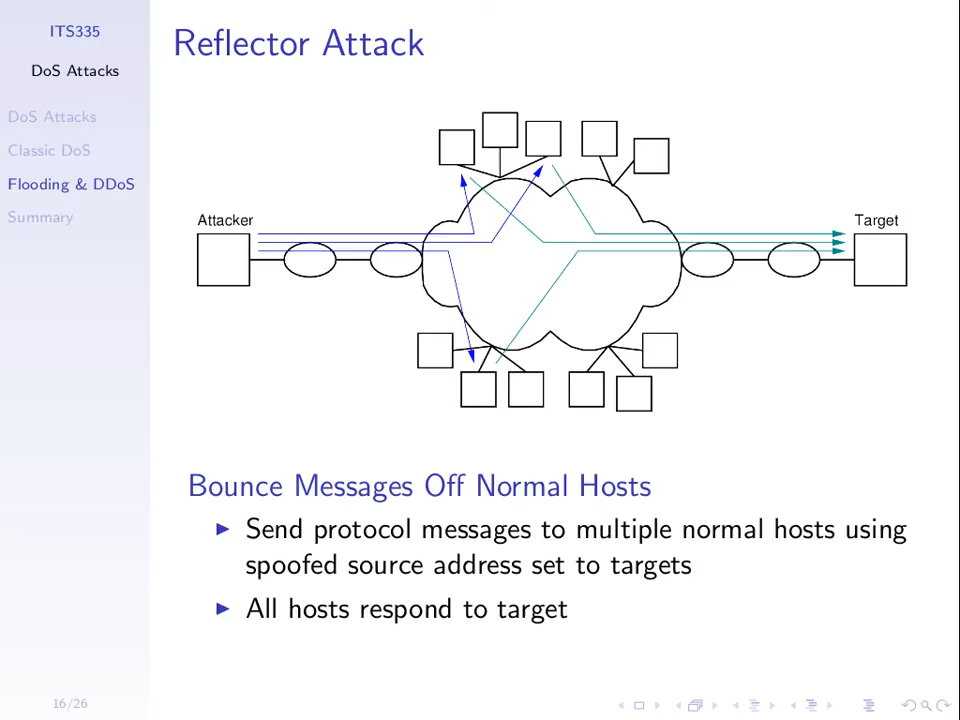 ITS335
DoS Attacks
DoS Attacks
Classic DoS
Flooding & DDoS
Summary
Reflector Attack
Attacker
Target
Bounce Messages Off Normal Hosts
Send protocol messages to multiple normal hosts using
spoofed source address set to targets
All hosts respond to target
16/26